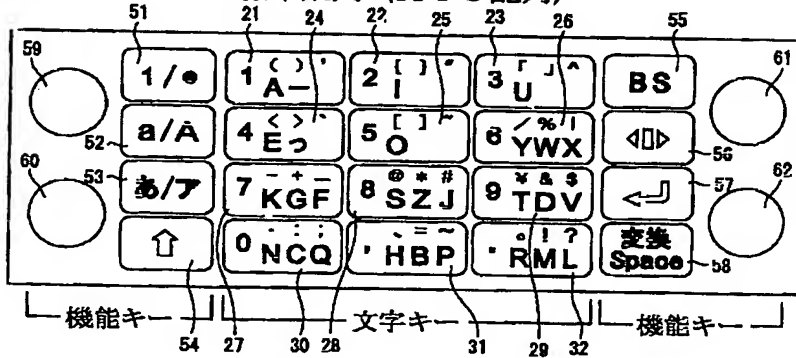 51 21 24 22 25 23 26 55
59 61
1/● 1 ( ) ' A— 2 { } " I 3 「 」 ^ U BS
52 a/A 4 < > ` Eっ 5 [ ] ~ O 6 / % | YWX 56
60 53 62 57
あ/ア 7 - + _ KGF 8 @ * # SZJ 9 ¥ & $ TDV
⇧ 0 · : ; NCQ , 、 = ~ HBP . 。 ! ? RML 変換 58
Space
機能キー 文字キー 機能キー
54 27 30 28 31 29 32